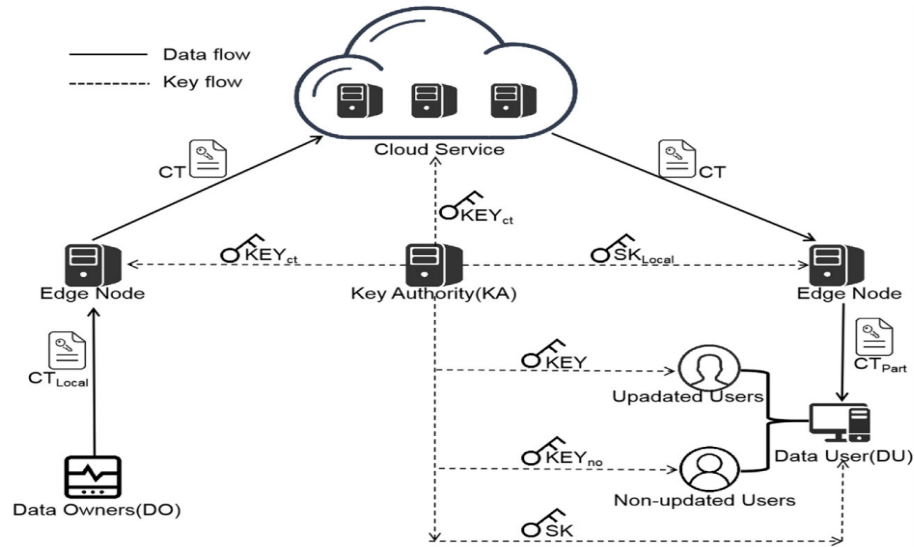 Data flow
Key flow
Cloud Service
CT
CT
KEYct
KEYct
SKLocal
Edge Node
Key Authority(KA)
Edge Node
CTLocal
CTPart
KEY
Upadated Users
Data User(DU)
KEYno
Non-updated Users
Data Owners(DO)
SK